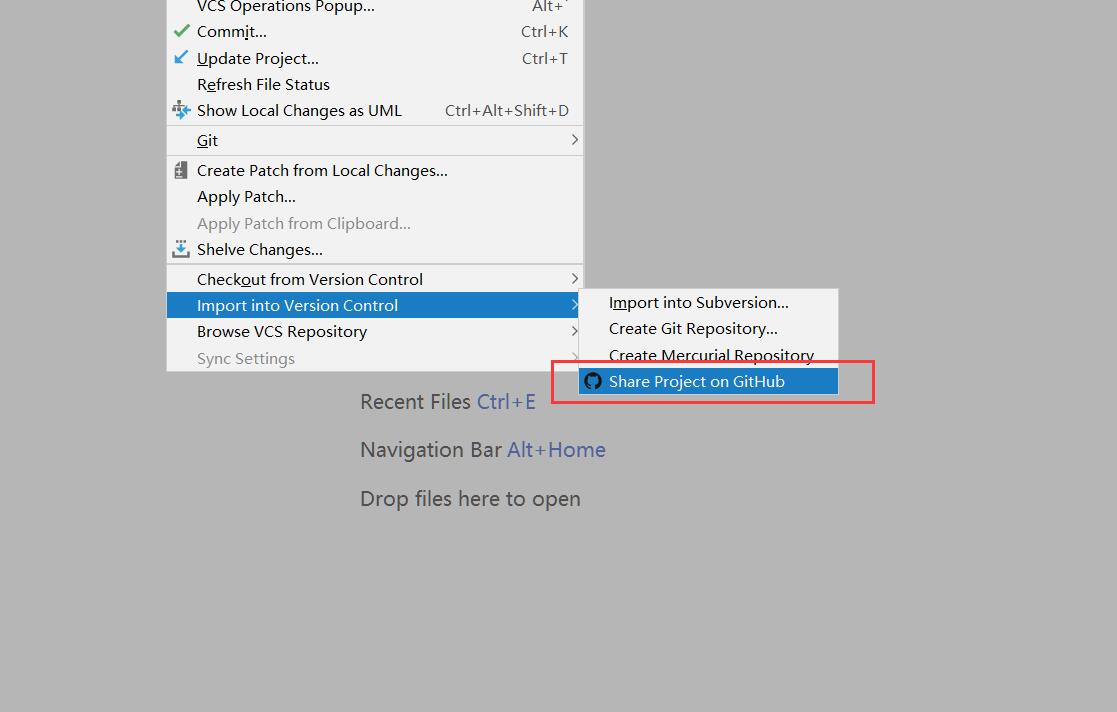 VCS Operations Popup... Alt+`
Commit... Ctrl+K
Update Project... Ctrl+T
Refresh File Status
Show Local Changes as UML Ctrl+Alt+Shift+D
Git
Create Patch from Local Changes...
Apply Patch...
Apply Patch from Clipboard...
Shelve Changes...
Checkout from Version Control
Import into Version Control
Browse VCS Repository
Sync Settings
Import into Subversion...
Create Git Repository...
Create Mercurial Repository
Share Project on GitHub
Recent Files Ctrl+E
Navigation Bar Alt+Home
Drop files here to open